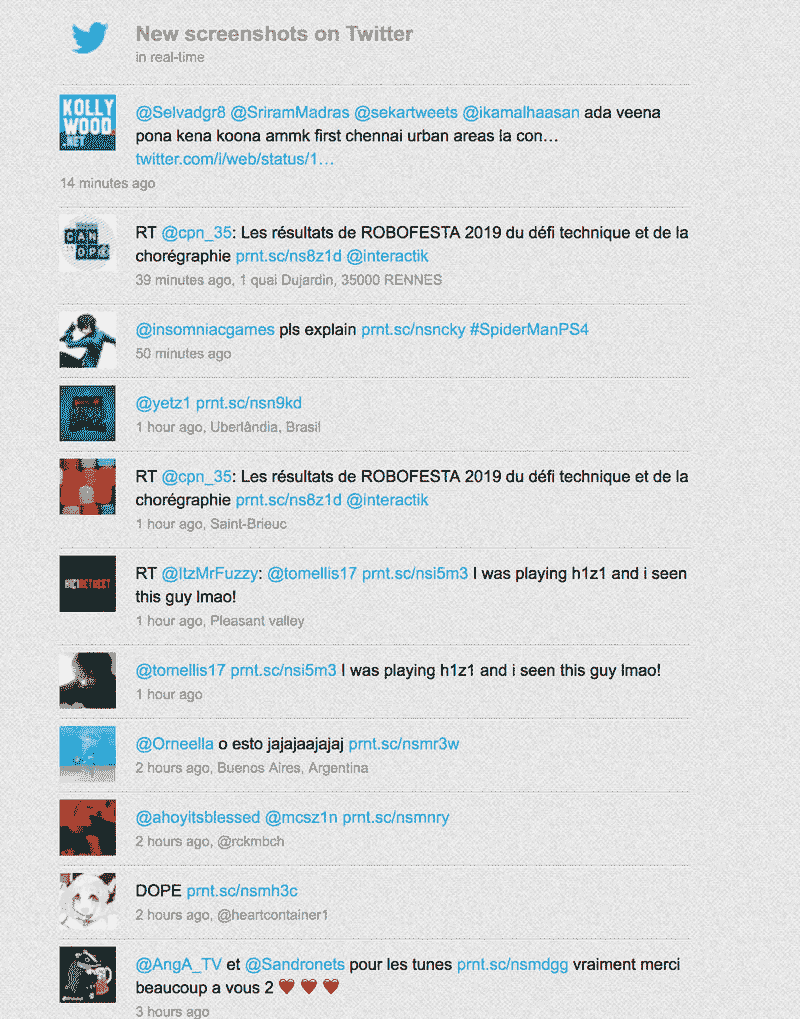 New screenshots on Twitter
in real-time
KOLLY
WOOD
.NET
@Selvadgr8 @SriramMadras @sekartweets @ikamalhaasan ada veena
pona kena koona ammk first chennai urban areas la con…
twitter.com/i/web/status/1…
14 minutes ago
CAN
OPÉ
RT @cpn_35: Les résultats de ROBOFESTA 2019 du défi technique et de la
chorégraphie prnt.sc/ns8z1d @interactik
39 minutes ago, 1 quai Dujardin, 35000 RENNES
@insomniacgames pls explain prnt.sc/nsncky #SpiderManPS4
50 minutes ago
@yetz1 prnt.sc/nsn9kd
1 hour ago, Uberlândia, Brasil
RT @cpn_35: Les résultats de ROBOFESTA 2019 du défi technique et de la
chorégraphie prnt.sc/ns8z1d @interactik
1 hour ago, Saint-Brieuc
RT @ItzMrFuzzy: @tomellis17 prnt.sc/nsi5m3 I was playing h1z1 and i seen
this guy lmao!
1 hour ago, Pleasant valley
@tomellis17 prnt.sc/nsi5m3 I was playing h1z1 and i seen this guy lmao!
1 hour ago
@Orneella o esto jajajaajajaj prnt.sc/nsmr3w
2 hours ago, Buenos Aires, Argentina
@ahoyitsblessed @mcsz1n prnt.sc/nsmnry
2 hours ago, @rckmbch
DOPE prnt.sc/nsmh3c
2 hours ago, @heartcontainer1
@AngA_TV et @Sandronets pour les tunes prnt.sc/nsmdgg vraiment merci
beaucoup a vous 2 ❤ ❤ ❤
3 hours ago